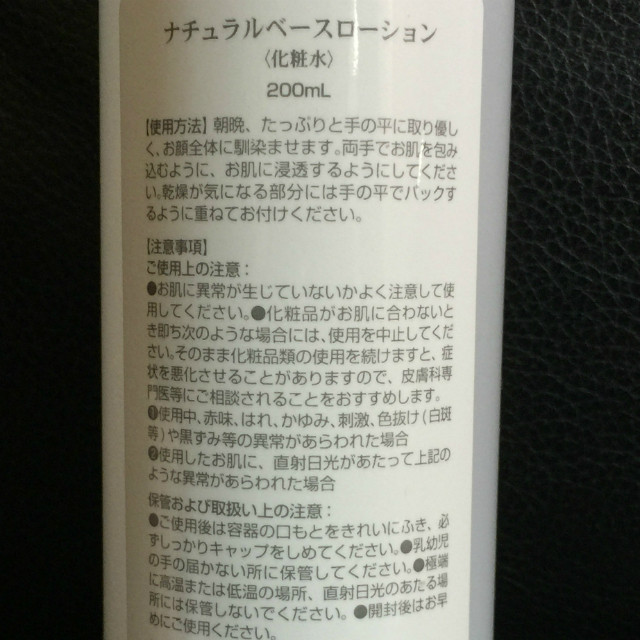 ナチュラルベースローション
〈化粧水〉
200mL
【使用方法】朝晩、たっぷりと手の平に取り優し
く、お顔全体に馴染ませます。両手でお肌を包み
込むように、お肌に浸透するようにしてくださ
い。乾燥が気になる部分には手の平でパックす
るように重ねてお付けください。
【注意事項】
ご使用上の注意：
●お肌に異常が生じていないかよく注意して使
用してください。●化粧品がお肌に合わないと
き即ち次のような場合には、使用を中止してくだ
さい。そのまま化粧品類の使用を続けますと、症
状を悪化させることがありますので、皮膚科専
門医等にご相談されることをおすすめします。
❶使用中、赤味、はれ、かゆみ、刺激、色抜け（白斑
等）や黒ずみ等の異常があらわれた場合
❷使用したお肌に、直射日光があたって上記の
ような異常があらわれた場合
保管および取扱い上の注意：
●ご使用後は容器の口もとをきれいにふき、必
ずしっかりキャップをしめてください。●乳幼児
の手の届かない所に保管してください。●極端
に高温または低温の場所、直射日光のあたる場
所には保管しないでください。●開封後はお早
めにご使用ください。